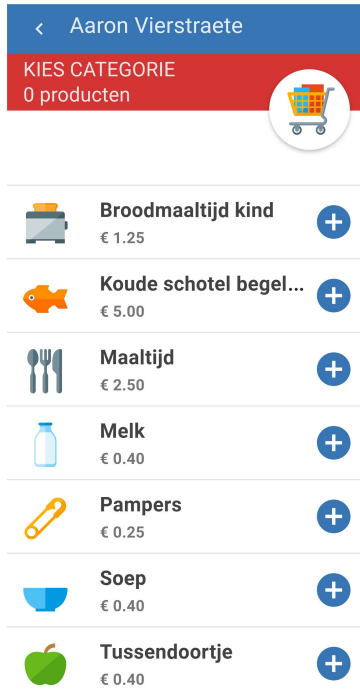 Aaron Vierstraete
KIES CATEGORIE
0 producten
Broodmaaltijd kind
€ 1.25
Koude schotel begel...
€ 5.00
Maaltijd
€ 2.50
Melk
€ 0.40
Pampers
€ 0.25
Soep
€ 0.40
Tussendoortje
€ 0.40